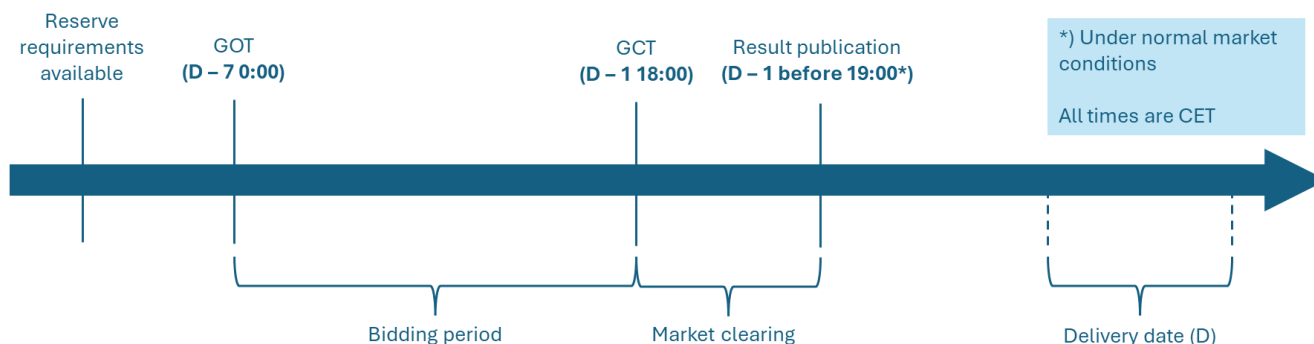 Reserve
requirements
available
GOT
(D – 7 0:00)
GCT
(D – 1 18:00)
Result publication
(D – 1 before 19:00*)
*) Under normal market
conditions
All times are CET
Bidding period
Market clearing
Delivery date (D)